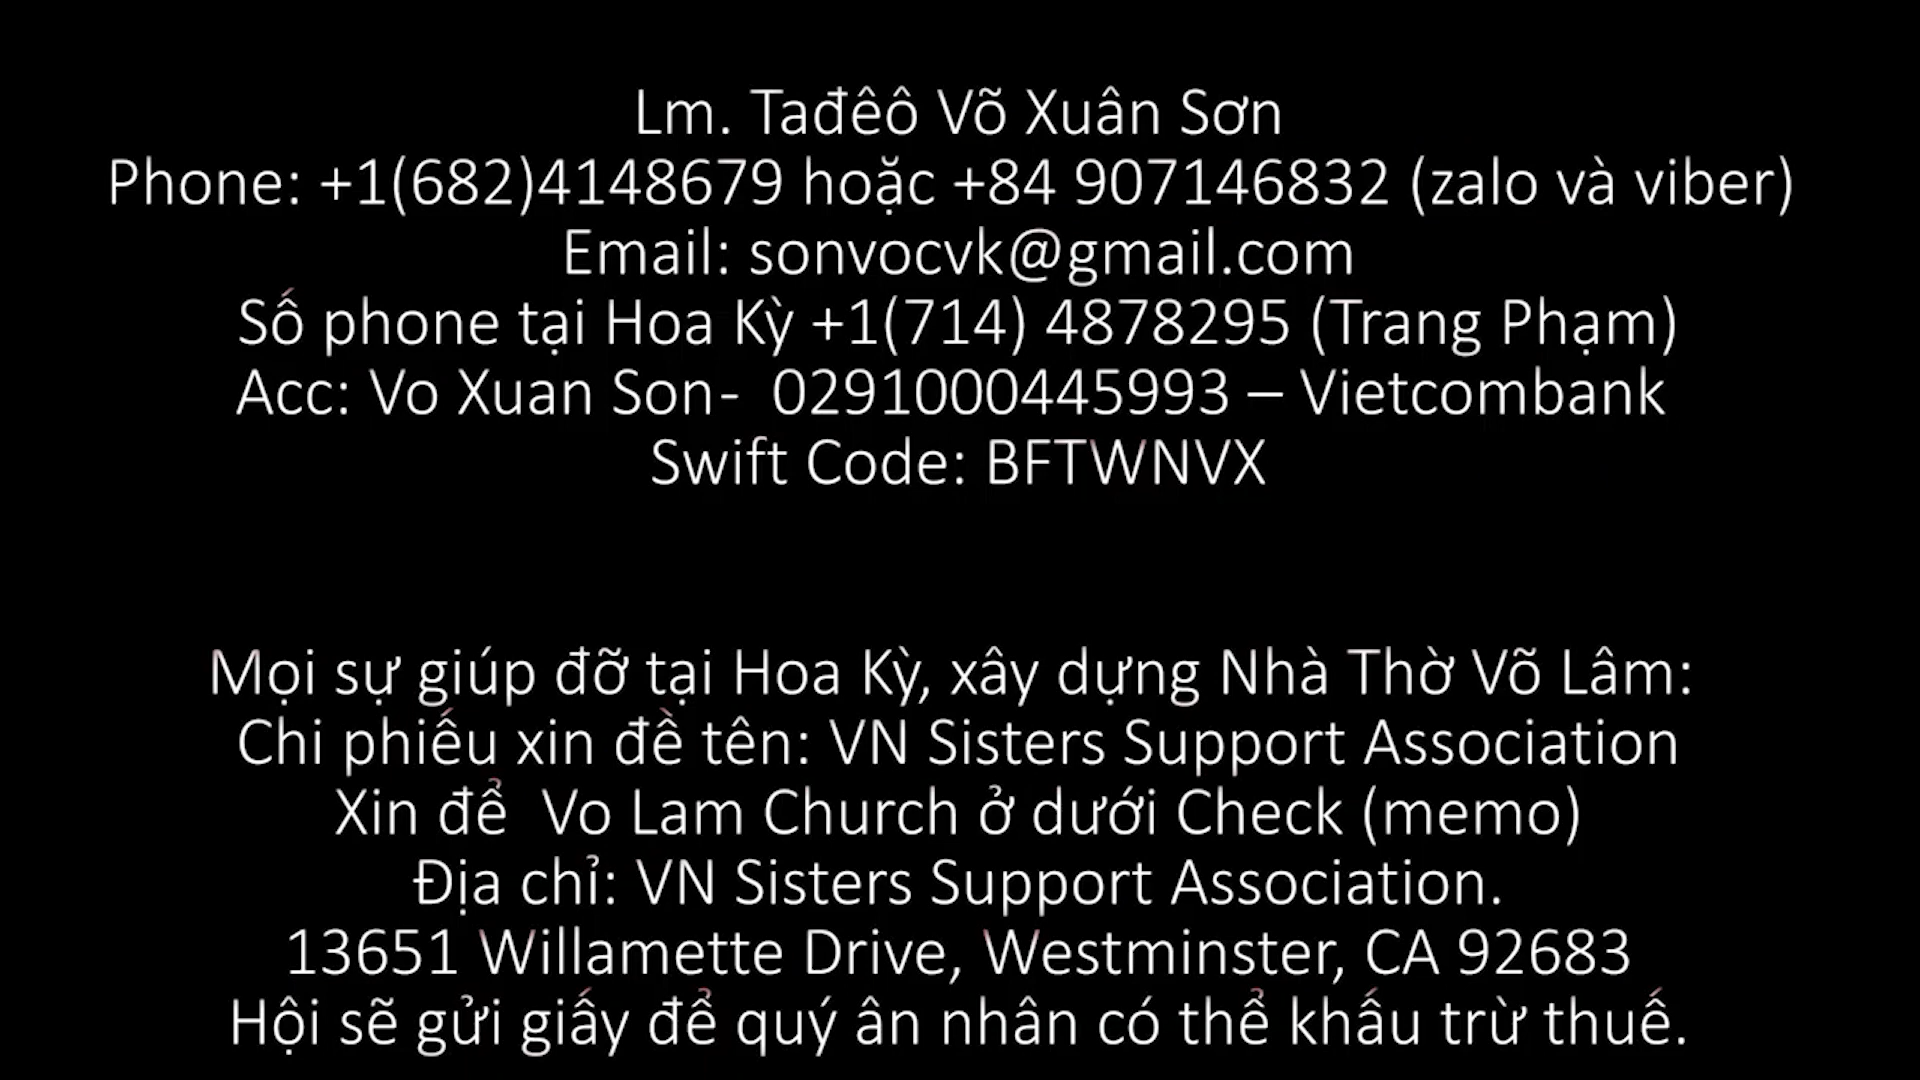 Lm. Tađêô Võ Xuân Sơn
Phone: +1(682)4148679 hoặc +84 907146832 (zalo và viber)
Email: sonvocvk@gmail.com
Số phone tại Hoa Kỳ +1(714) 4878295 (Trang Phạm)
Acc: Vo Xuan Son-  0291000445993 – Vietcombank
Swift Code: BFTWNVX
Mọi sự giúp đỡ tại Hoa Kỳ, xây dựng Nhà Thờ Võ Lâm:
Chi phiếu xin đề tên: VN Sisters Support Association
Xin để  Vo Lam Church ở dưới Check (memo)
Địa chỉ: VN Sisters Support Association.
13651 Willamette Drive, Westminster, CA 92683
Hội sẽ gửi giấy để quý ân nhân có thể khấu trừ thuế.